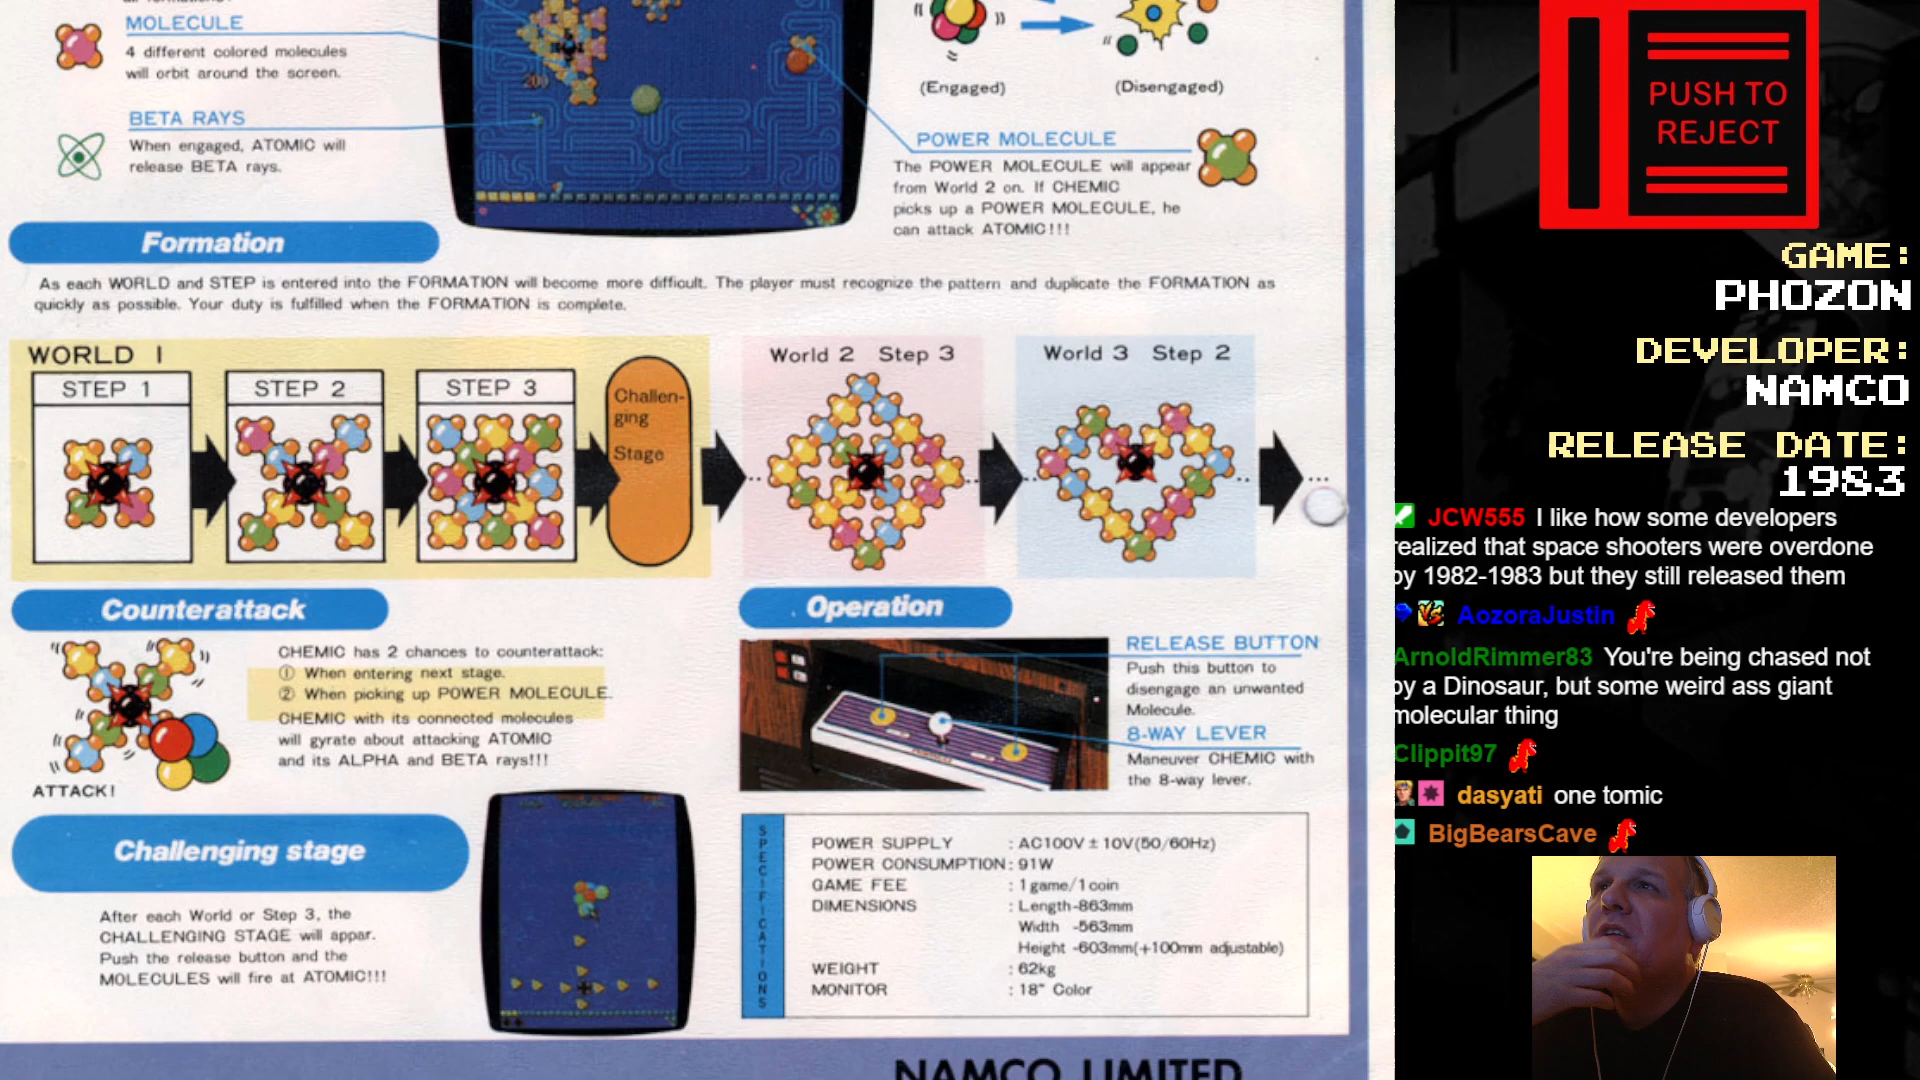 MOLECULE
4 different colored molecules
will orbit around the screen.
BETA RAYS
When engaged, ATOMIC will
release BETA rays.
200
(Engaged)
(Disengaged)
POWER MOLECULE
The POWER MOLECULE will appear
from World 2 on. If CHEMIC
picks up a POWER MOLECULE, he
can attack ATOMIC!!!
Formation
As each WORLD and STEP is entered into the FORMATION will become more difficult. The player must recognize the pattern and duplicate the FORMATION as
quickly as possible. Your duty is fulfilled when the FORMATION is complete.
WORLD 1
STEP 1
STEP 2
STEP 3
Challen-
ging
Stage
World 2 Step 3
World 3 Step 2
Counterattack
CHEMIC has 2 chances to counterattack:
① When entering next stage.
② When picking up POWER MOLECULE.
CHEMIC with its connected molecules
will gyrate about attacking ATOMIC
and its ALPHA and BETA rays!!!
ATTACK!
Operation
RELEASE BUTTON
Push this button to
disengage an unwanted
Molecule.
8-WAY LEVER
Maneuver CHEMIC with
the 8-way lever.
Challenging stage
After each World or Step 3, the
CHALLENGING STAGE will appar.
Push the release button and the
MOLECULES will fire at ATOMIC!!!
SPECIFICATIONS
POWER SUPPLY : AC100V ± 10V(50/60Hz)
POWER CONSUMPTION : 91W
GAME FEE : 1 game/1 coin
DIMENSIONS : Length-863mm
Width -563mm
Height -603mm(+100mm adjustable)
WEIGHT : 62kg
MONITOR : 18" Color
NAMCO LIMITED
PUSH TO
REJECT
GAME:
PHOZON
DEVELOPER:
NAMCO
RELEASE DATE:
1983
JCW555 I like how some developers
realized that space shooters were overdone
by 1982-1983 but they still released them
AozoraJustin
ArnoldRimmer83 You're being chased not
by a Dinosaur, but some weird ass giant
molecular thing
Clippit97
dasyati one tomic
BigBearsCave